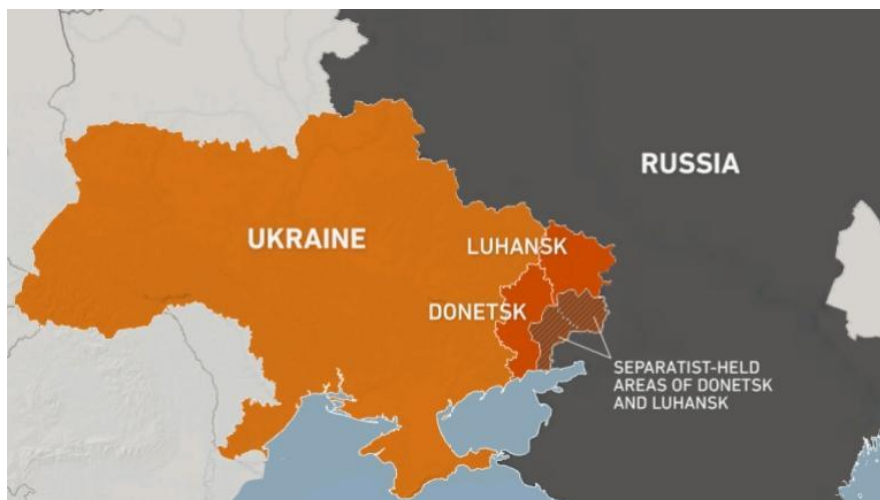 RUSSIA
UKRAINE
LUHANSK
DONETSK
SEPARATIST-HELD
AREAS OF DONETSK
AND LUHANSK